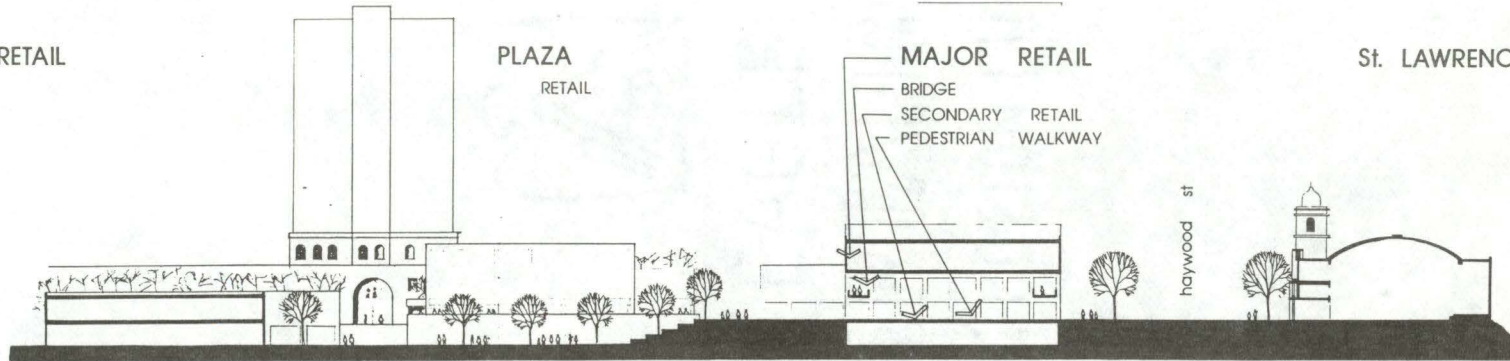 RETAIL
PLAZA
RETAIL
MAJOR RETAIL
BRIDGE
SECONDARY RETAIL
PEDESTRIAN WALKWAY
haywood st
St. LAWRENC